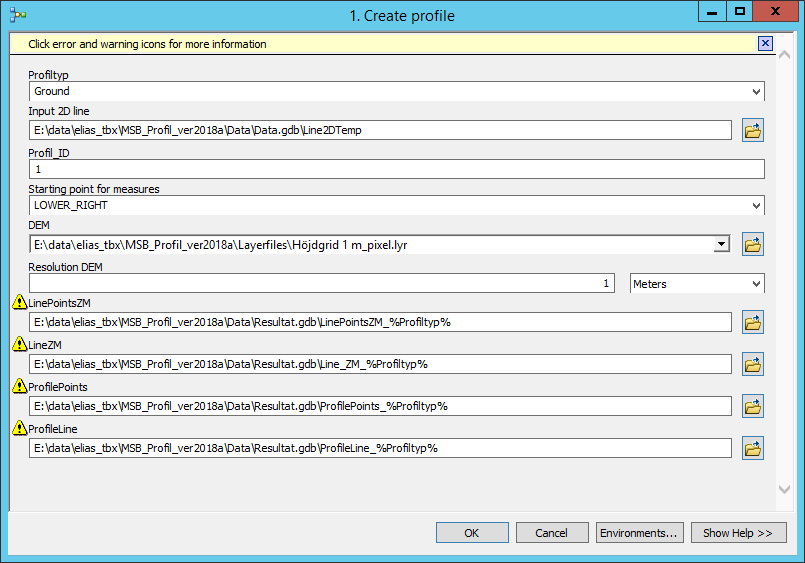 1. Create profile
Click error and warning icons for more information
Profiltyp
Ground
Input 2D line
E:\data\elias_tbx\MSB_Profil_ver2018a\Data\Data.gdb\Line2DTemp
Profil_ID
1
Starting point for measures
LOWER_RIGHT
DEM
E:\data\elias_tbx\MSB_Profil_ver2018a\Layerfiles\Höjdgrid 1 m_pixel.lyr
Resolution DEM
1 Meters
LinePointsZM
E:\data\elias_tbx\MSB_Profil_ver2018a\Data\Resultat.gdb\LinePointsZM_%Profiltyp%
LineZM
E:\data\elias_tbx\MSB_Profil_ver2018a\Data\Resultat.gdb\Line_ZM_%Profiltyp%
ProfilePoints
E:\data\elias_tbx\MSB_Profil_ver2018a\Data\Resultat.gdb\ProfilePoints_%Profiltyp%
ProfileLine
E:\data\elias_tbx\MSB_Profil_ver2018a\Data\Resultat.gdb\ProfileLine_%Profiltyp%
OK Cancel Environments... Show Help >>